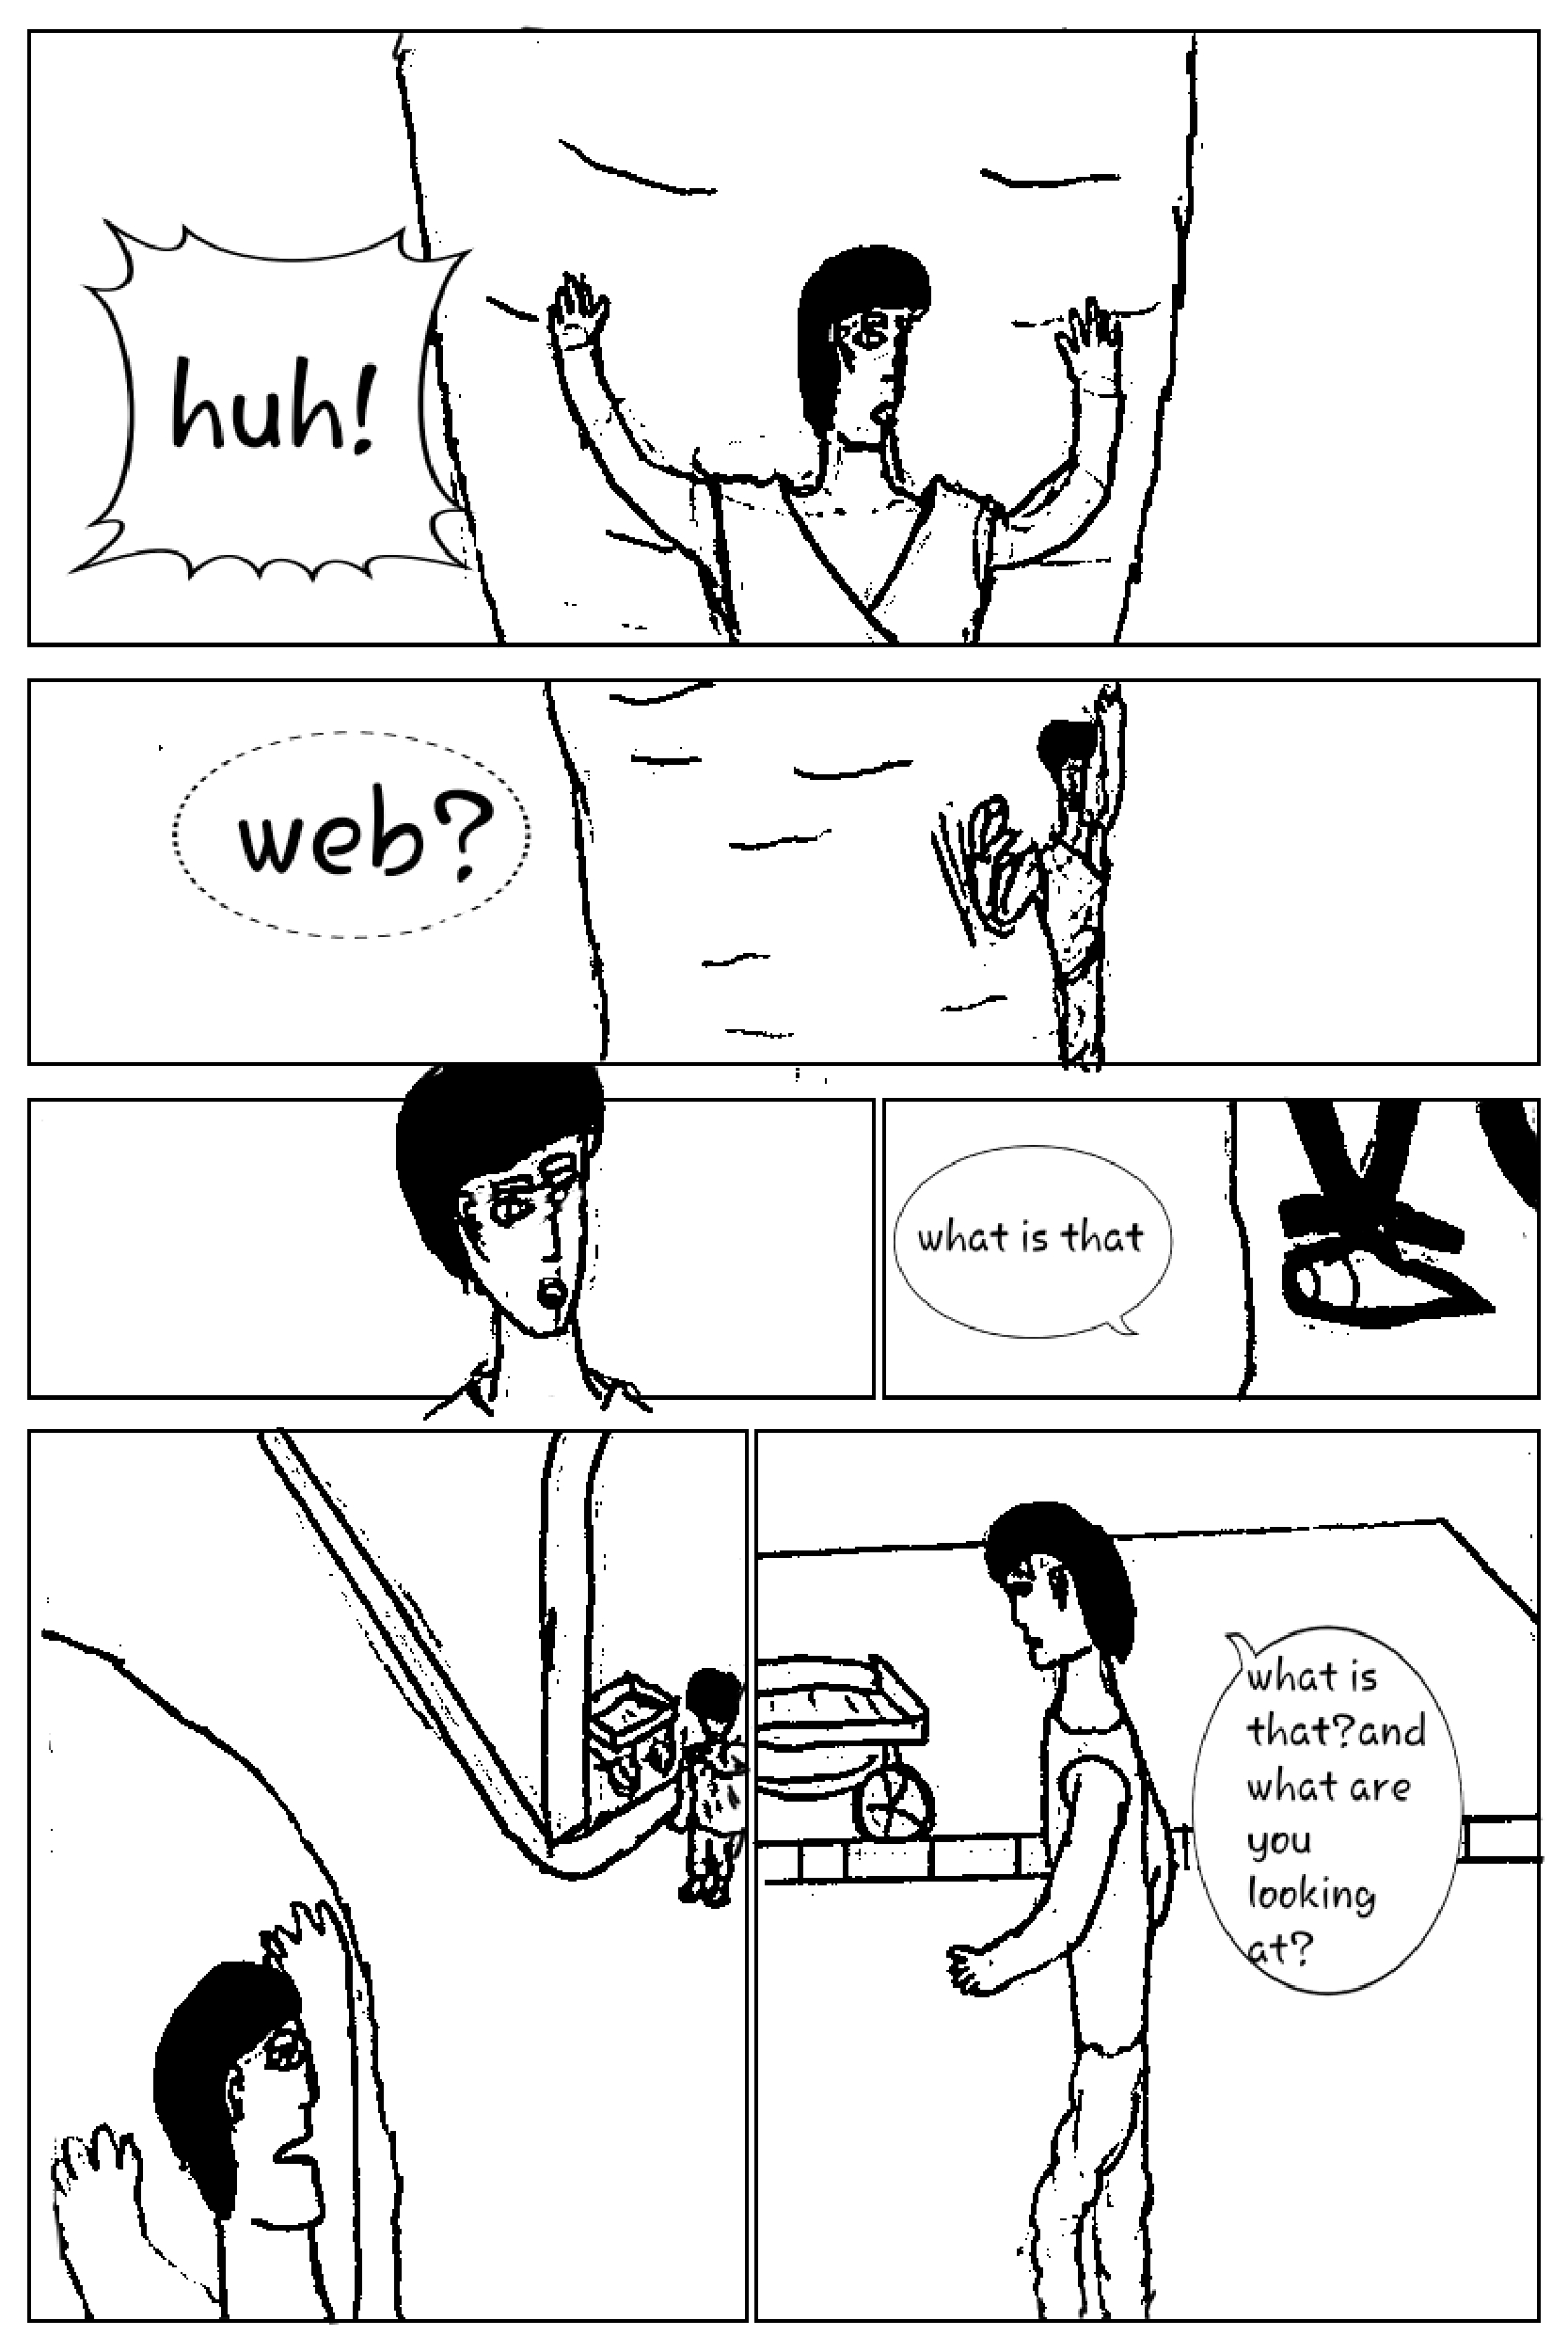 huh!
web?
what is that
what is
that?and
what are
you
looking
at?